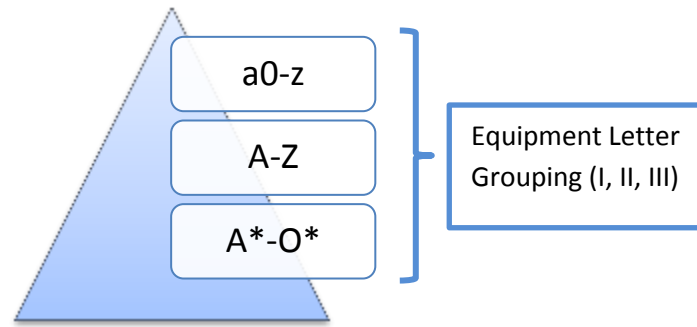 a0-z
A-Z
A*-O*
Equipment Letter
Grouping (I, II, III)